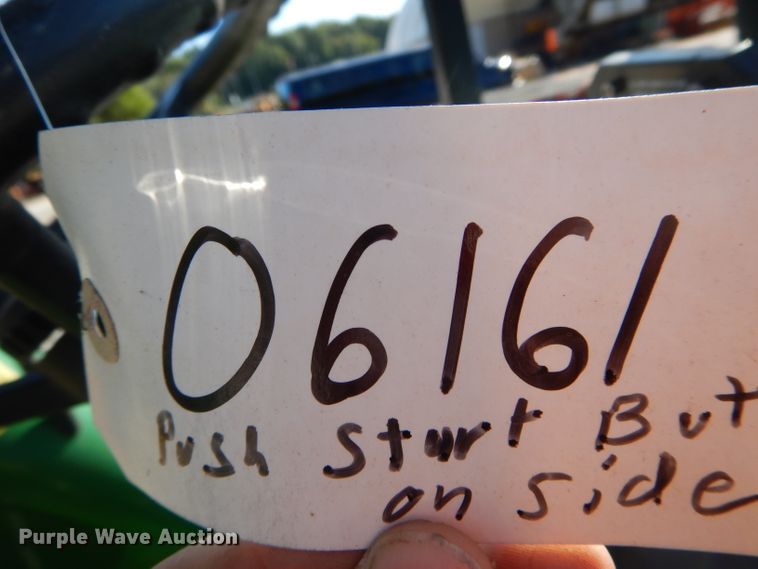 06161
Push Start But
on side
Purple Wave Auction